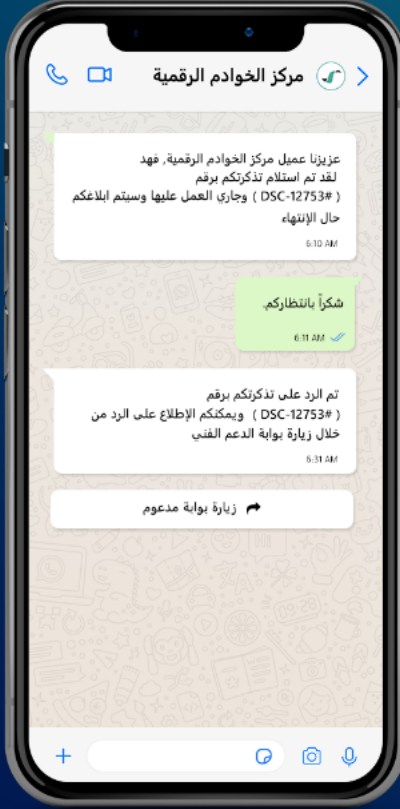 مركز الخوادم الرقمية
عزيزنا عميل مركز الخوادم الرقمية, فهد
لقد تم استلام تذكرتكم برقم
( #DSC-12753 ) وجاري العمل عليها وسيتم ابلاغكم
حال الإنتهاء
6:10 AM
شكراً بانتظاركم.
6:11 AM
تم الرد على تذكرتكم برقم
( #DSC-12753 ) ويمكنكم الإطلاع على الرد من
خلال زيارة بوابة الدعم الفني
6:31 AM
زيارة بوابة مدعوم